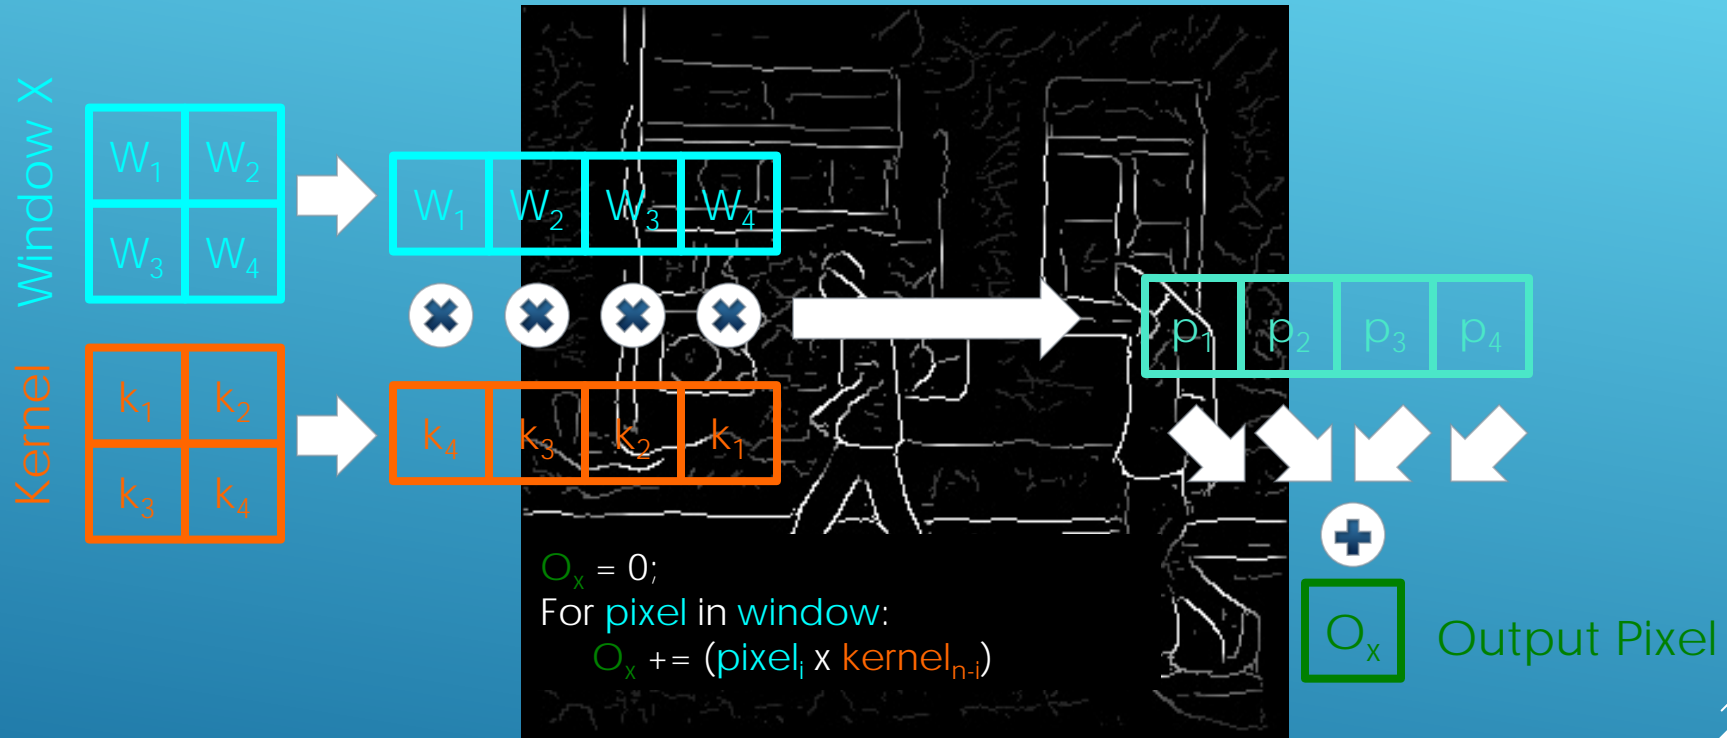 Window X
W₁ W₂
W₃ W₄
W₁ W₂ W₃ W₄
Kernel
k₁ k₂
k₃ k₄
k₄ k₃ k₂ k₁
p₁ p₂ p₃ p₄
Oₓ = 0;
For pixel in window:
Oₓ += (pixelᵢ x kernelₙ₋ᵢ)
Oₓ Output Pixel